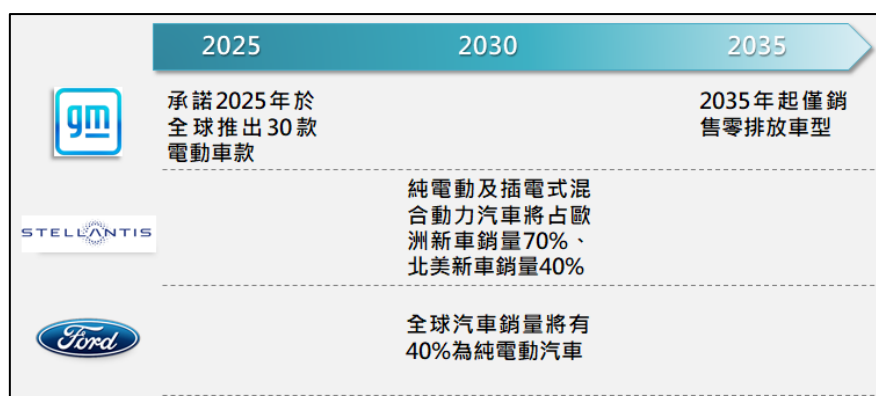 2025
2030
2035
gm
承諾2025年於
全球推出30款
電動車款
2035年起僅銷
售零排放車型
STELLANTIS
純電動及插電式混
合動力汽車將占歐
洲新車銷量70%、
北美新車銷量40%
Ford
全球汽車銷量將有
40%為純電動汽車